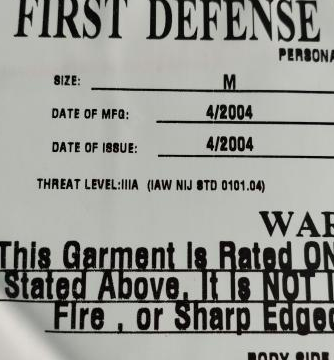 FIRST DEFENSE
PERSONA
SIZE: M
DATE OF MFG: 4/2004
DATE OF ISSUE: 4/2004
THREAT LEVEL:IIIA (IAW NIJ STD 0101.04)
WAR
This Garment Is Rated ON
Stated Above, It Is NOT I
Fire , or Sharp Edged
BODY SIDE